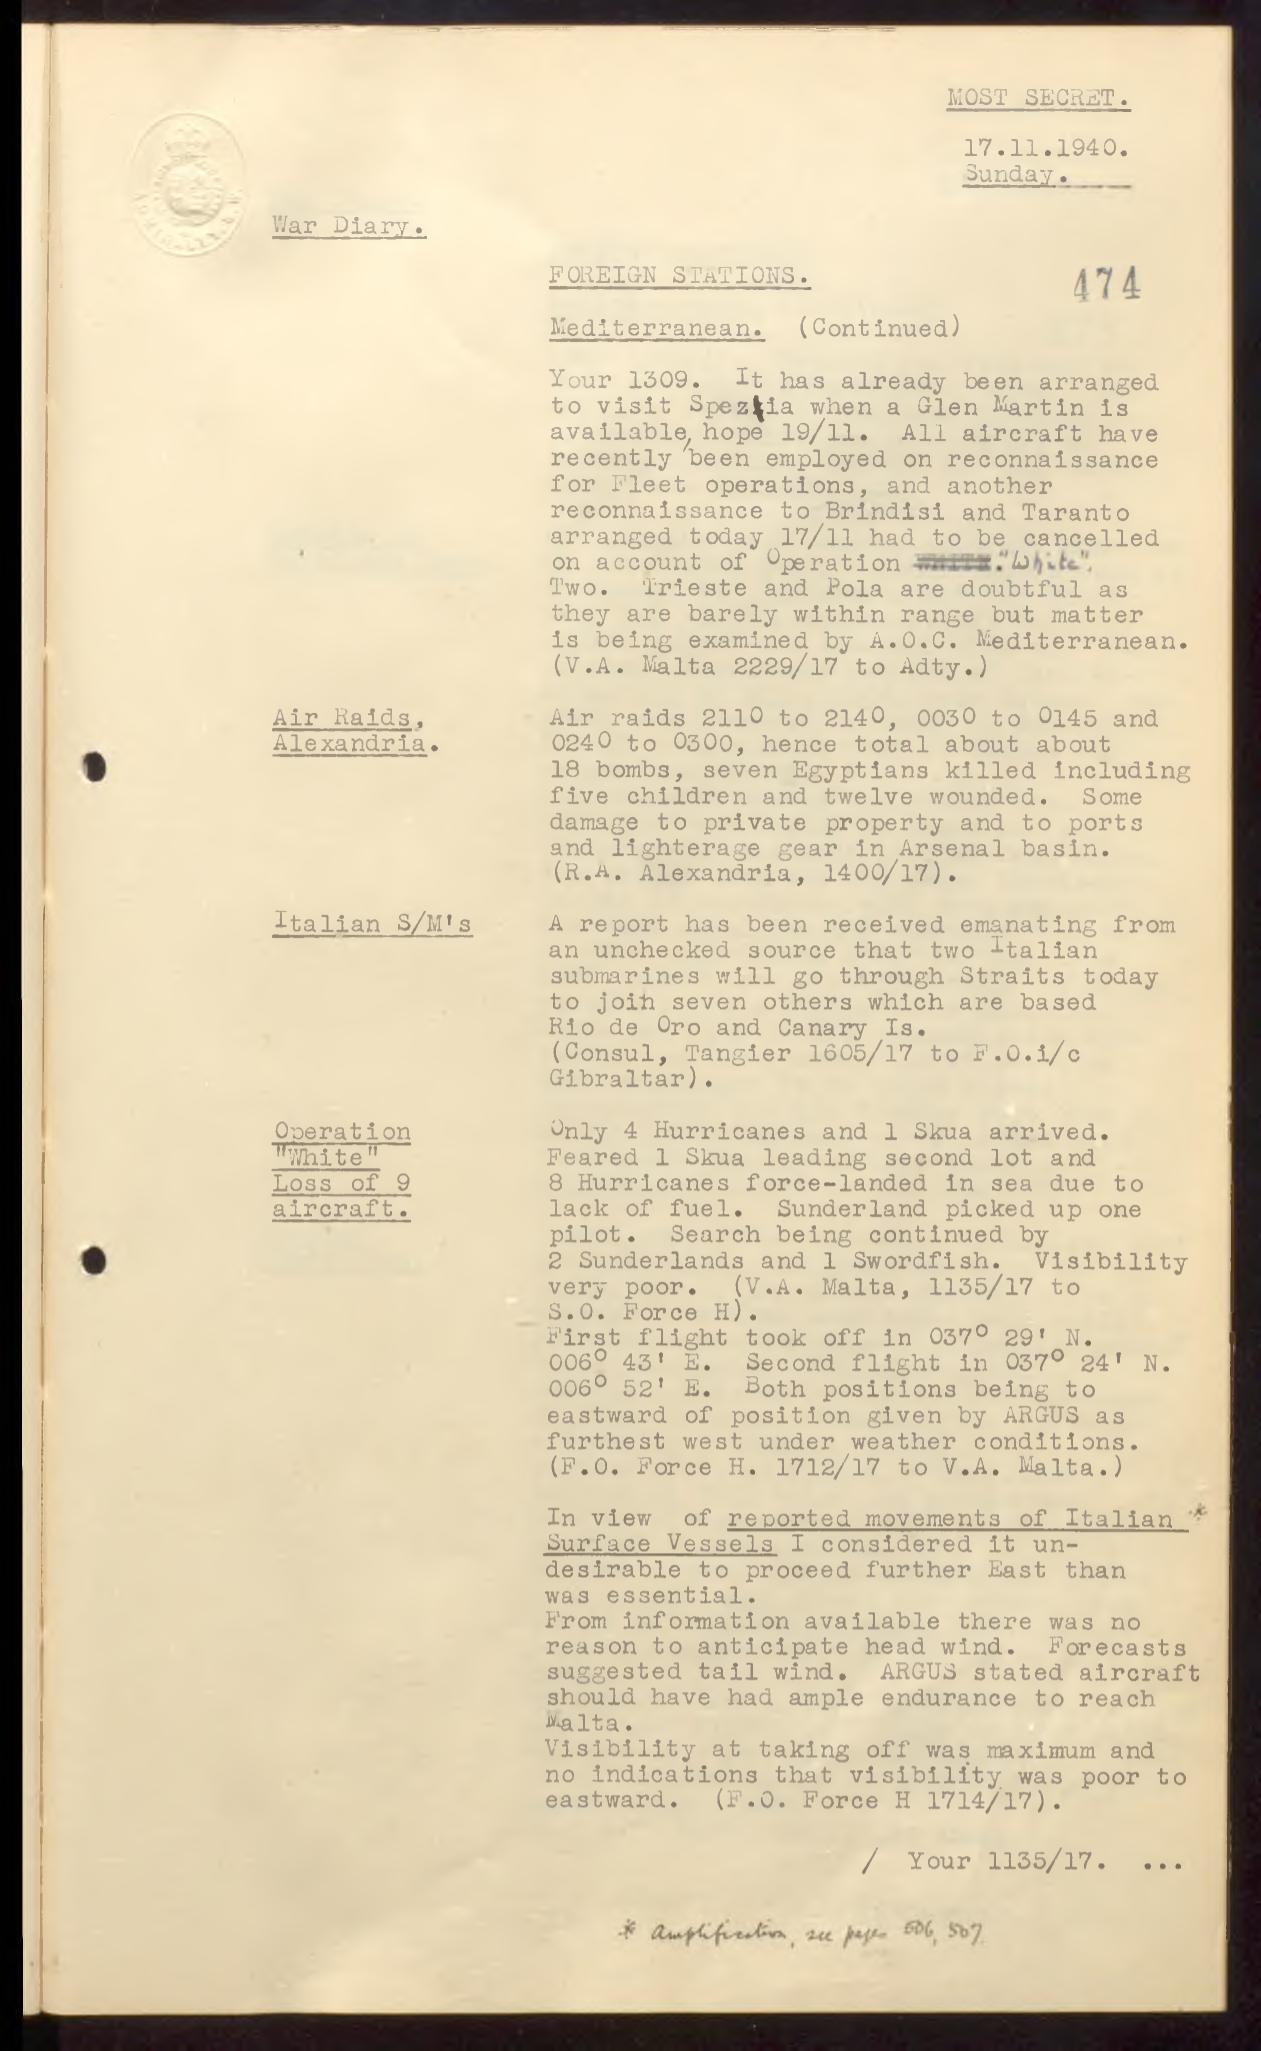 MOST SECRET.
17.11.1940.
Sunday.
War Diary.
FOREIGN STATIONS.
474
Mediterranean. (Continued)
Your 1309. It has already been arranged
to visit Spezia when a Glen Martin is
available, hope 19/11. All aircraft have
recently been employed on reconnaissance
for Fleet operations, and another
reconnaissance to Brindisi and Taranto
arranged today 17/11 had to be cancelled
on account of Operation "White".
Two. Trieste and Pola are doubtful as
they are barely within range but matter
is being examined by A.O.C. Mediterranean.
(V.A. Malta 2229/17 to Adty.)
Air Raids,
Alexandria.
Air raids 2110 to 2140, 0030 to 0145 and
0240 to 0300, hence total about about
18 bombs, seven Egyptians killed including
five children and twelve wounded. Some
damage to private property and to ports
and lighterage gear in Arsenal basin.
(R.A. Alexandria, 1400/17).
Italian S/M's
A report has been received emanating from
an unchecked source that two Italian
submarines will go through Straits today
to join seven others which are based
Rio de Oro and Canary Is.
(Consul, Tangier 1605/17 to F.O.i/c
Gibraltar).
Operation
"White"
Loss of 9
aircraft.
Only 4 Hurricanes and 1 Skua arrived.
Feared 1 Skua leading second lot and
8 Hurricanes force-landed in sea due to
lack of fuel. Sunderland picked up one
pilot. Search being continued by
2 Sunderlands and 1 Swordfish. Visibility
very poor. (V.A. Malta, 1135/17 to
S.O. Force H).
First flight took off in 037° 29' N.
006° 43' E. Second flight in 037° 24' N.
006° 52' E. Both positions being to
eastward of position given by ARGUS as
furthest west under weather conditions.
(F.O. Force H. 1712/17 to V.A. Malta.)
In view of reported movements of Italian *
Surface Vessels I considered it un-
desirable to proceed further East than
was essential.
From information available there was no
reason to anticipate head wind. Forecasts
suggested tail wind. ARGUS stated aircraft
should have had ample endurance to reach
Malta.
Visibility at taking off was maximum and
no indications that visibility was poor to
eastward. (F.O. Force H 1714/17).
/ Your 1135/17. ...
* Amplification, see pages 506, 507